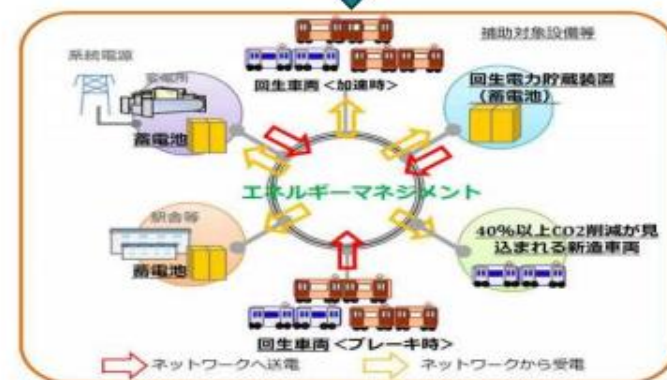 補助対象設備等
系統電源
変電所
蓄電池
回生車両＜加速時＞
回生電力貯蔵装置
（蓄電池）
エネルギーマネジメント
駅舎等
蓄電池
40％以上CO2削減が見
込まれる新造車両
回生車両＜ブレーキ時＞
ネットワークへ送電
ネットワークから受電